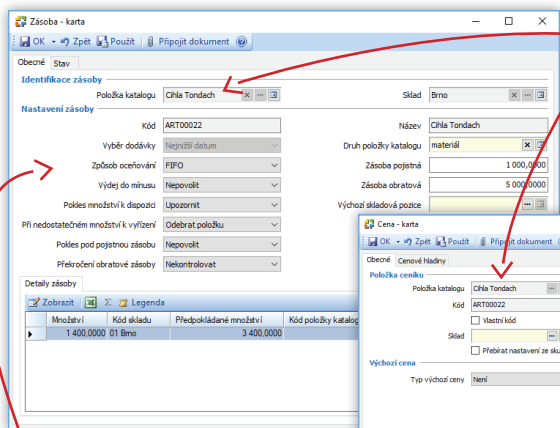 Zásoba - karta
OK Zpět Použít Připojit dokument
Obecné Stav
Identifikace zásoby
Položka katalogu Cihla Tondach Sklad Brno
Nastavení zásoby
Kód ART00022 Název Cihla Tondach
Výběr dodávky Nejnižší datum Druh položky katalogu materiál
Způsob oceňování FIFO Zásoba pojistná 1 000,0000
Výdej do mínusu Nepovolit Zásoba obratová 5 000,0000
Pokles množství k dispozici Upozornit Výchozí skladová pozice
Při nedostatečném množství k vyřízení Odebrat položku
Pokles pod pojistnou zásobu Nepovolit
Překročení obratové zásoby Nekontrolovat
Detaily zásoby
Zobrazit Σ Legenda
Množství Kód skladu Předpokládané množství Kód položky katalog
1 400,0000 01 Brno 3 400,0000
Cena - karta
OK Zpět Použít Připojit dokument
Obecné Cenové hladiny
Položka ceníku
Položka katalogu Cihla Tondach
Kód ART00022
Vlastní kód
Sklad
Přebírat nastavení ze sku
Výchozí cena
Typ výchozí ceny Není